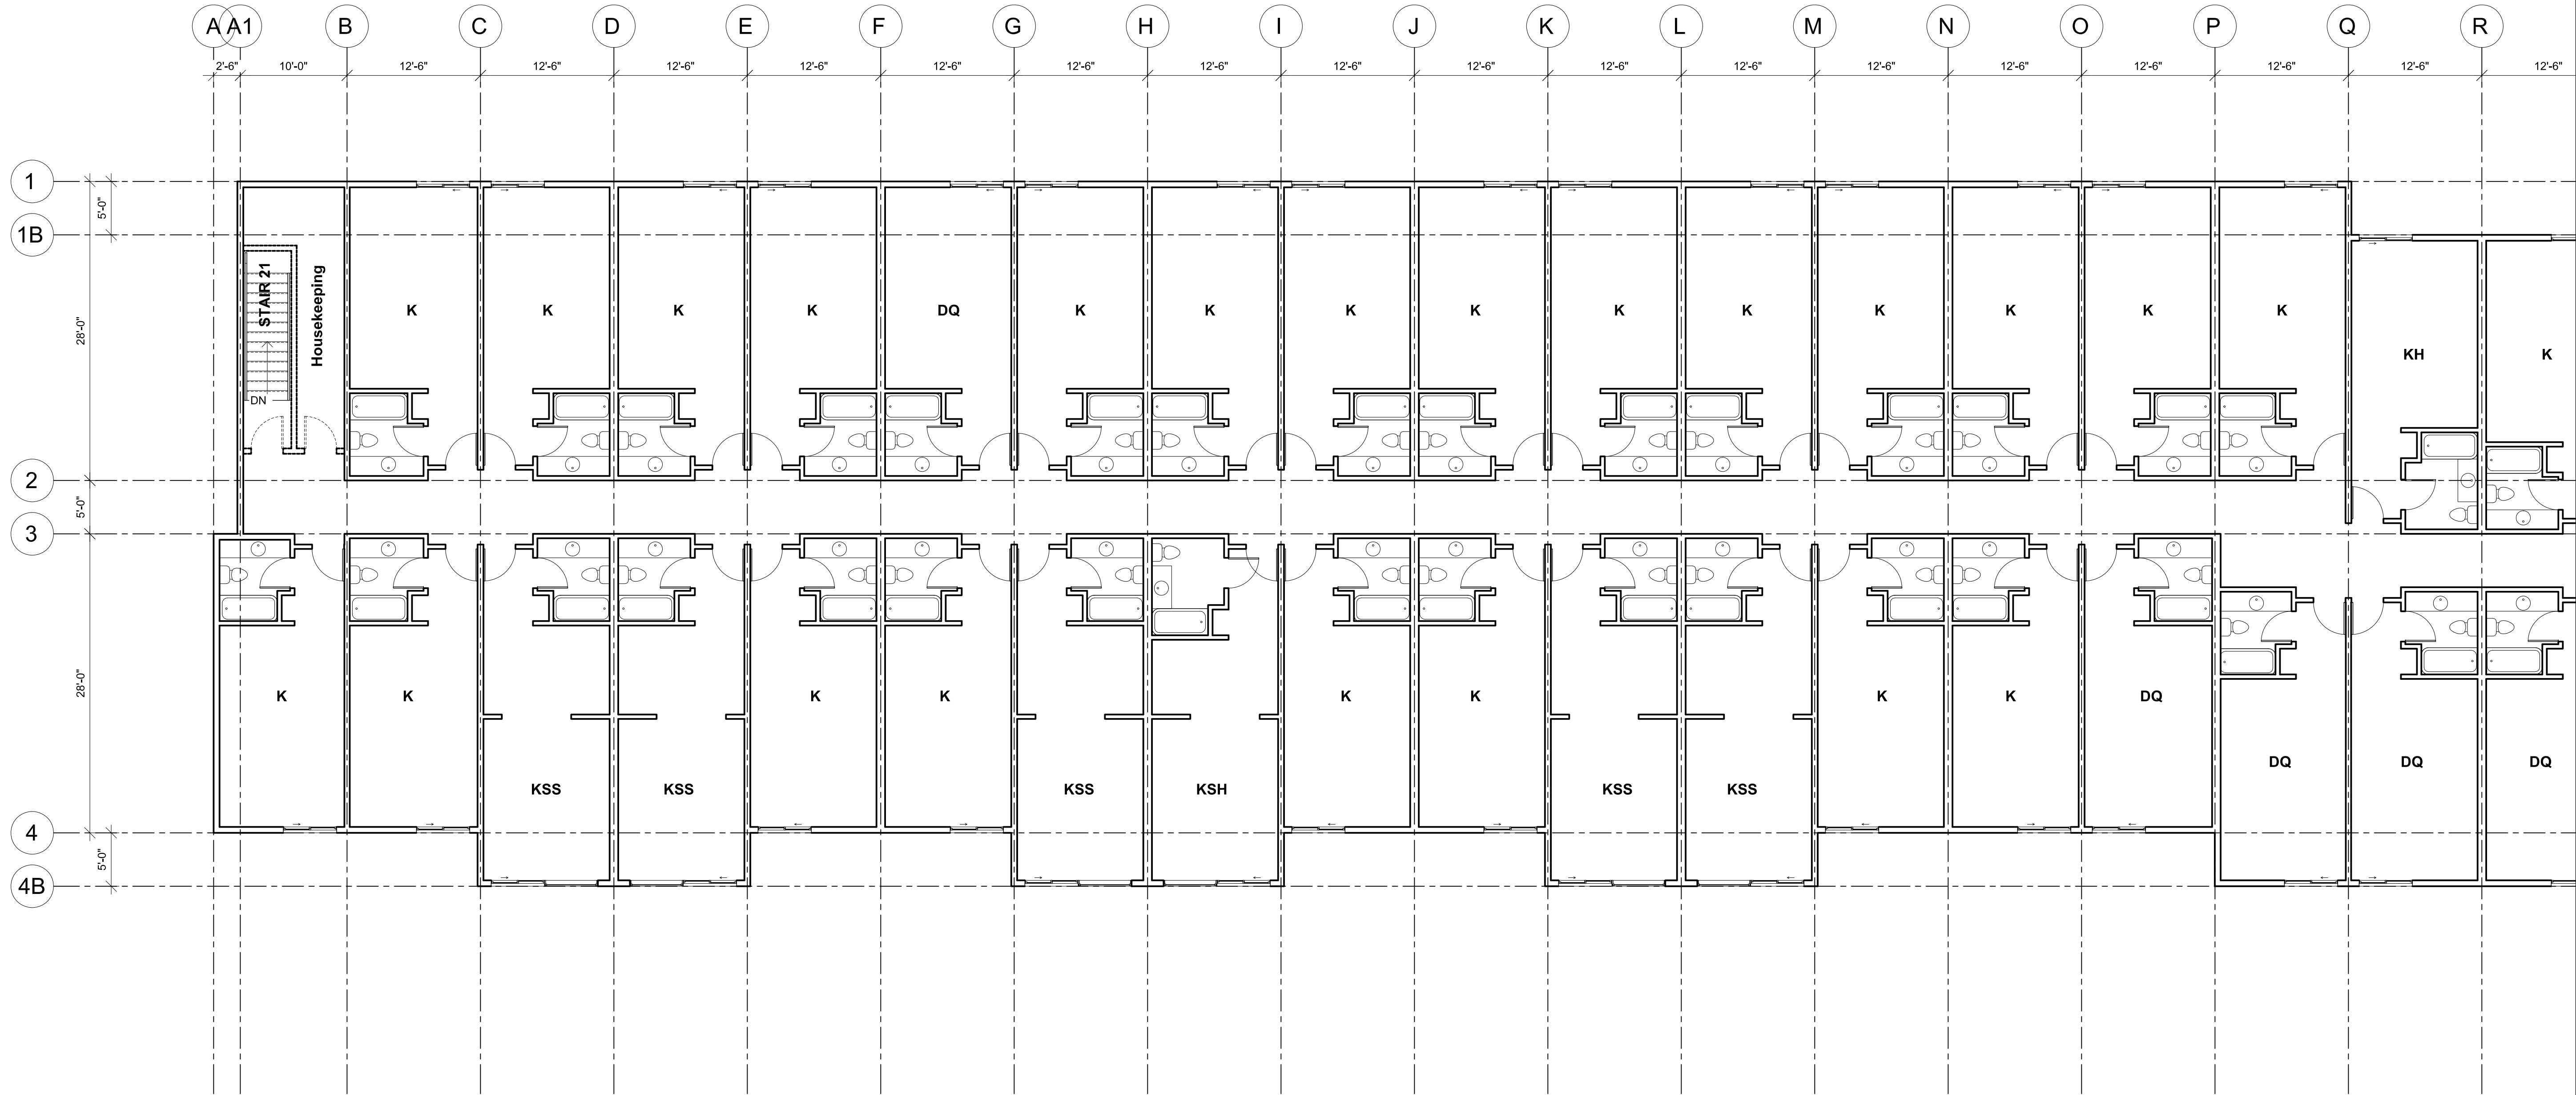 A A1 B C D E F G H I J K L M N O P Q R
2'-6" 10'-0" 12'-6" 12'-6" 12'-6" 12'-6" 12'-6" 12'-6" 12'-6" 12'-6" 12'-6" 12'-6" 12'-6" 12'-6" 12'-6" 12'-6" 12'-6" 12'-6" 12'-6"
1
5'-0"
1B
STAIR 21
Housekeeping
28'-0"
K K K K DQ K K K K K K K K K K
KH K
DN
2
5'-0"
3
28'-0"
K K K K K K K K DQ
DQ DQ DQ
KSS KSS KSS KSH KSS KSS
4
5'-0"
4B